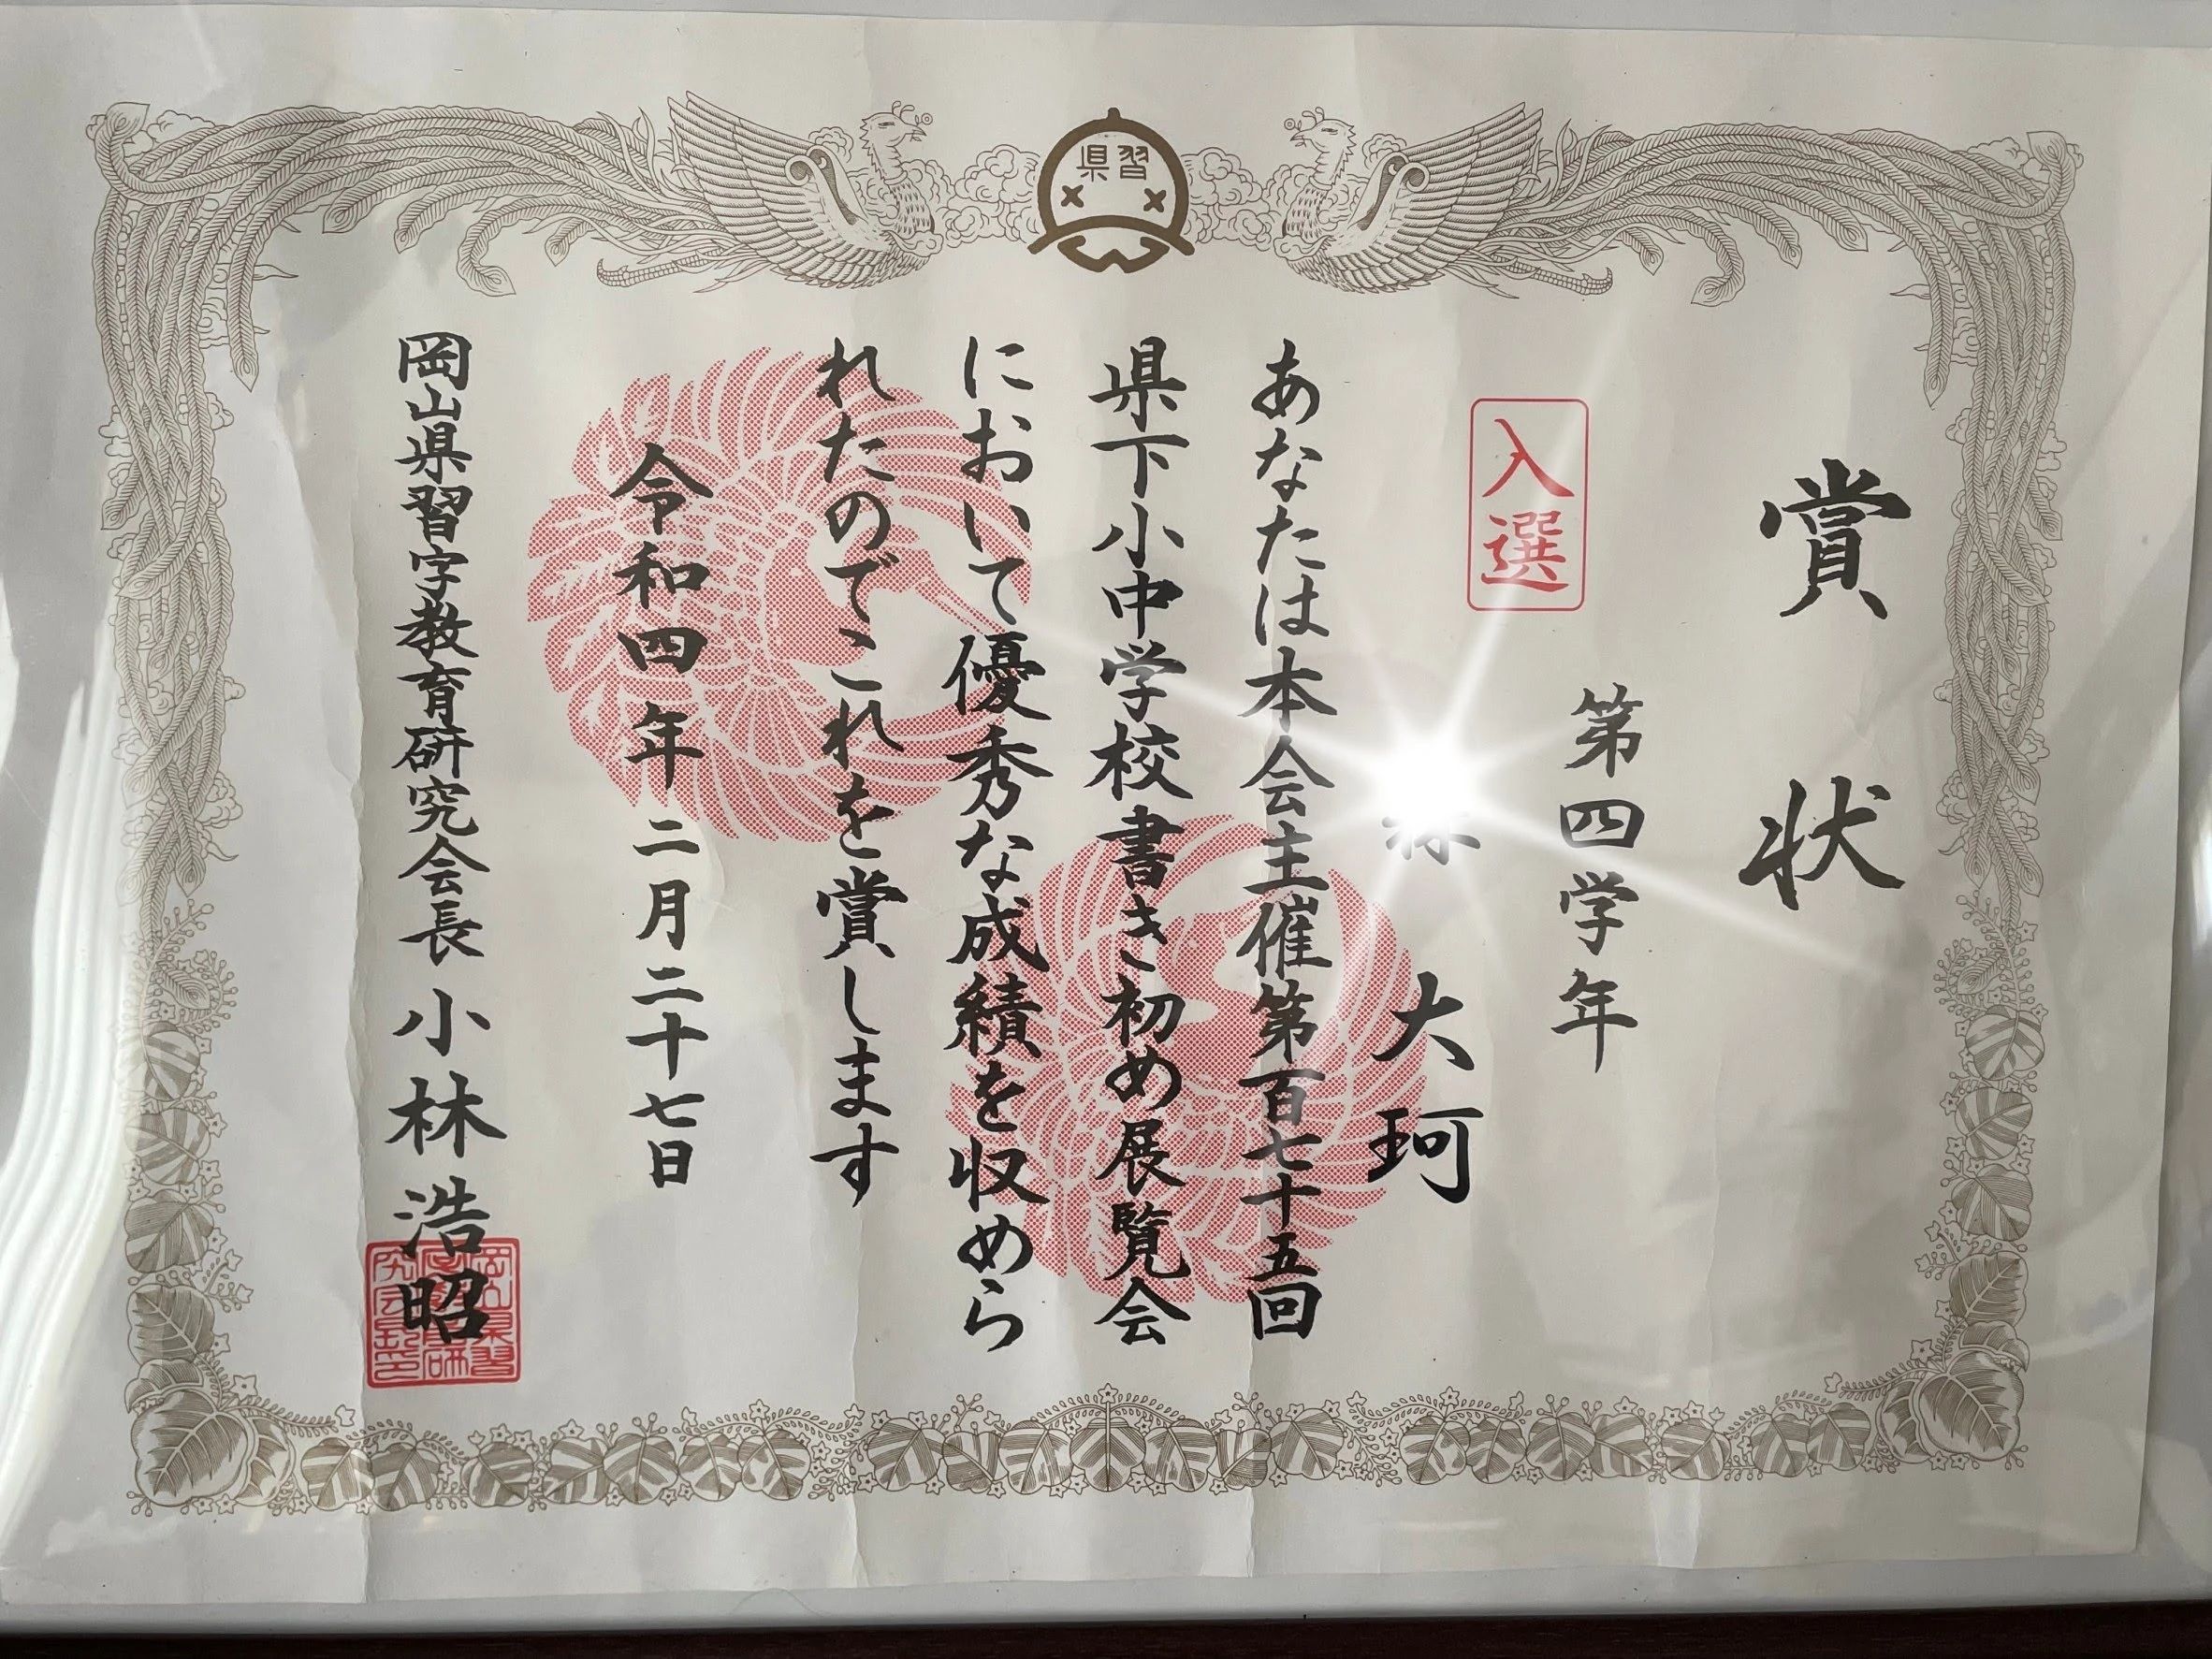 県習
賞状
入選
第四学年
大珂
あなたは本会主催第百七十五回
県下小中学校書き初め展覧会
において優秀な成績を収めら
れたのでこれを賞します
令和四年二月二十七日
岡山県習字教育研究会長 小林浩昭